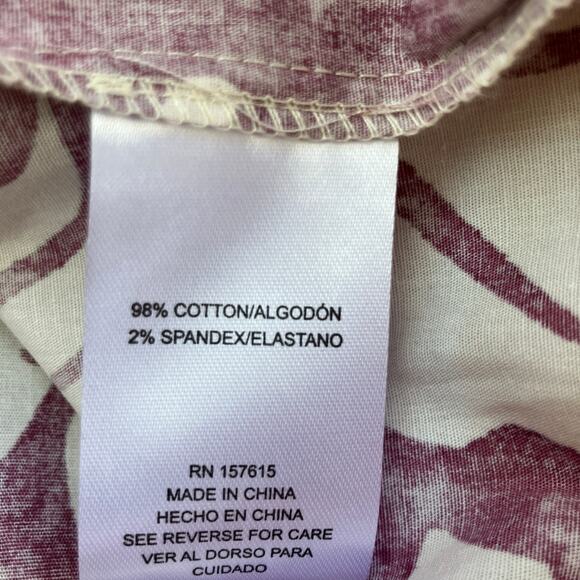 98% COTTON/ALGODÓN
2% SPANDEX/ELASTANO
RN 157615
MADE IN CHINA
HECHO EN CHINA
SEE REVERSE FOR CARE
VER AL DORSO PARA
CUIDADO